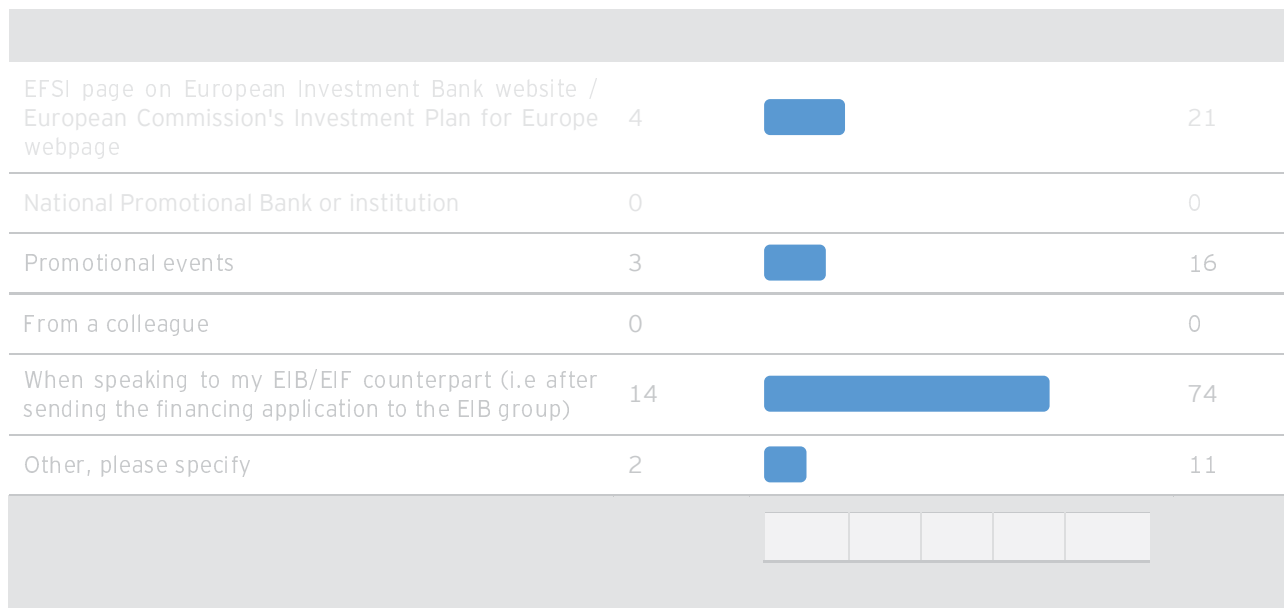 EFSI page on European Investment Bank website /
European Commission's Investment Plan for Europe 4 21
webpage
National Promotional Bank or institution 0 0
Promotional events 3 16
From a colleague 0 0
When speaking to my EIB/EIF counterpart (i.e after
sending the financing application to the EIB group) 14 74
Other, please specify 2 11